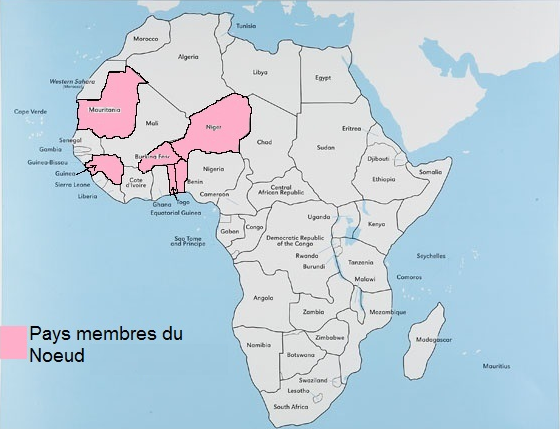 Tunisia
Morocco
Algeria
Libya
Egypt
Western Sahara
(Morocco)
Mauritania
Cape Verde
Mali
Niger
Chad
Sudan
Eritrea
Senegal
Gambia
Guinea-Bissau
Guinea
Sierra Leone
Liberia
Burkina Faso
Cote
d'Ivoire
Ghana
Togo
Benin
Nigeria
Cameroon
Equatorial Guinea
Central
African Republic
Djibouti
Ethiopia
Somalia
Sao Tome
and Principe
Gabon
Congo
Democratic Republic
of the Congo
Uganda
Kenya
Rwanda
Burundi
Tanzania
Seychelles
Comoros
Malawi
Angola
Zambia
Mozambique
Zimbabwe
Madagascar
Mauritius
Namibia
Botswana
Swaziland
Lesotho
South Africa
Pays membres du
Noeud